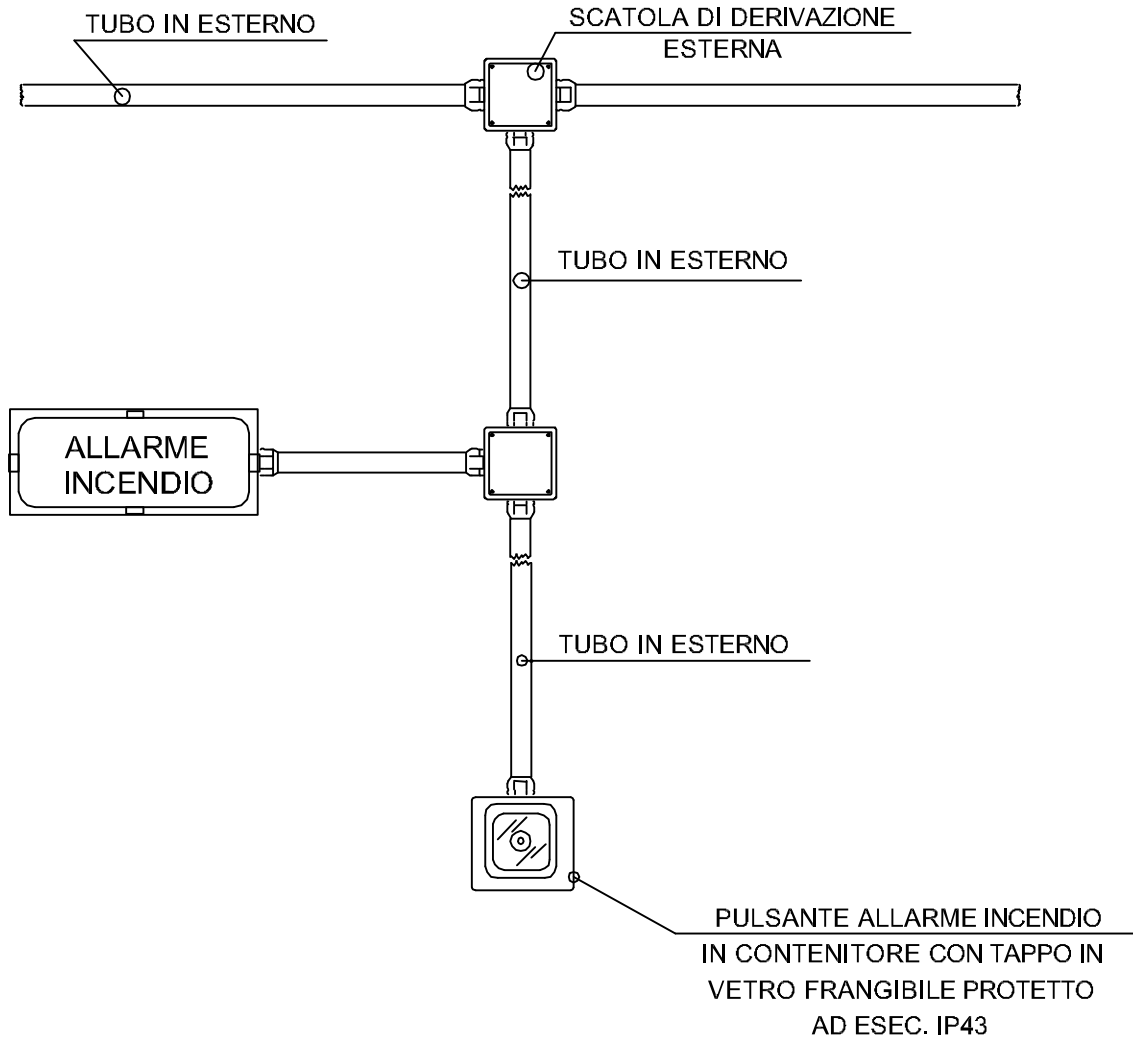 TUBO IN ESTERNO
SCATOLA DI DERIVAZIONE
ESTERNA
TUBO IN ESTERNO
ALLARME
INCENDIO
TUBO IN ESTERNO
PULSANTE ALLARME INCENDIO
IN CONTENITORE CON TAPPO IN
VETRO FRANGIBILE PROTETTO
AD ESEC. IP43